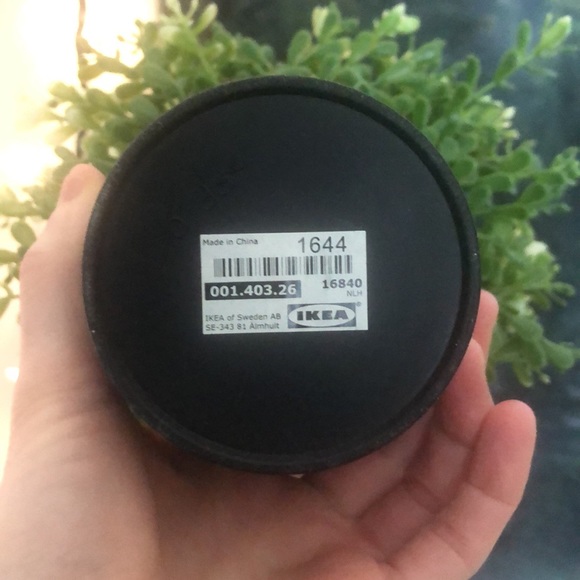 Made in China 1644
001.403.26 16840
NLH
IKEA of Sweden AB
SE-343 81 Älmhult
IKEA®